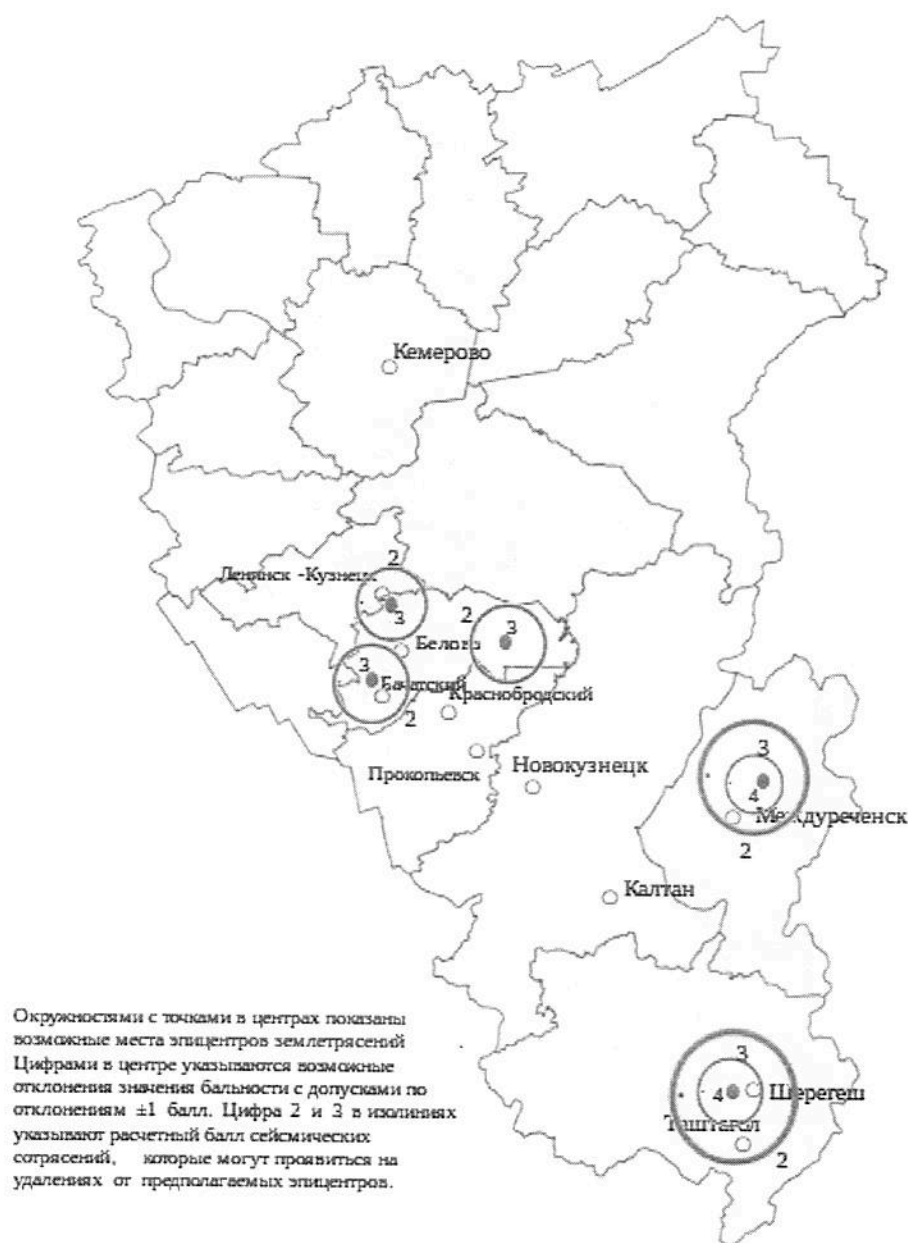 Кемерово
2
Ленинск -Кузнецк
3
2
3
Белово
3
Бачатский
Краснобродский
2
Прокопьевск
Новокузнецк
3
4
Междуреченск
2
Калтан
3
4
Шерегеш
Таштагол
2
Окружностями с точками в центрах показаны
возможные места эпицентров землетрясений
Цифрами в центре указываются возможные
отклонения значения бальности с допусками по
отклонениям ±1 балл. Цифра 2 и 3 в изолиниях
указывают расчетный балл сейсмических
сотрясений, которые могут проявиться на
удалениях от предполагаемых эпицентров.